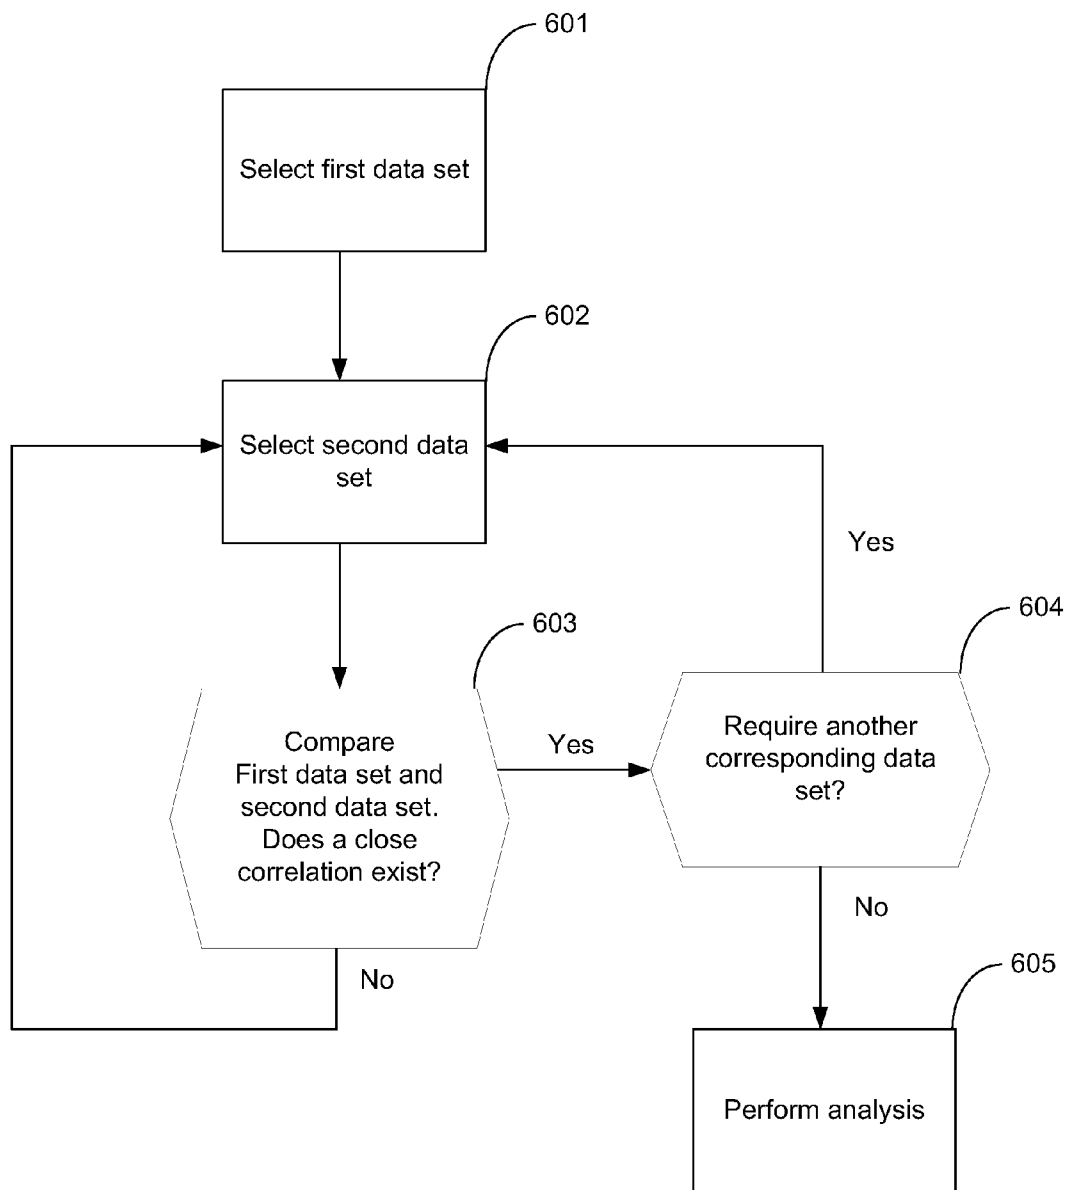 601
Select first data set
602
Select second data
set
Yes
603
604
Compare
First data set and
second data set.
Does a close
correlation exist?
Yes
Require another
corresponding data
set?
No
No
605
Perform analysis